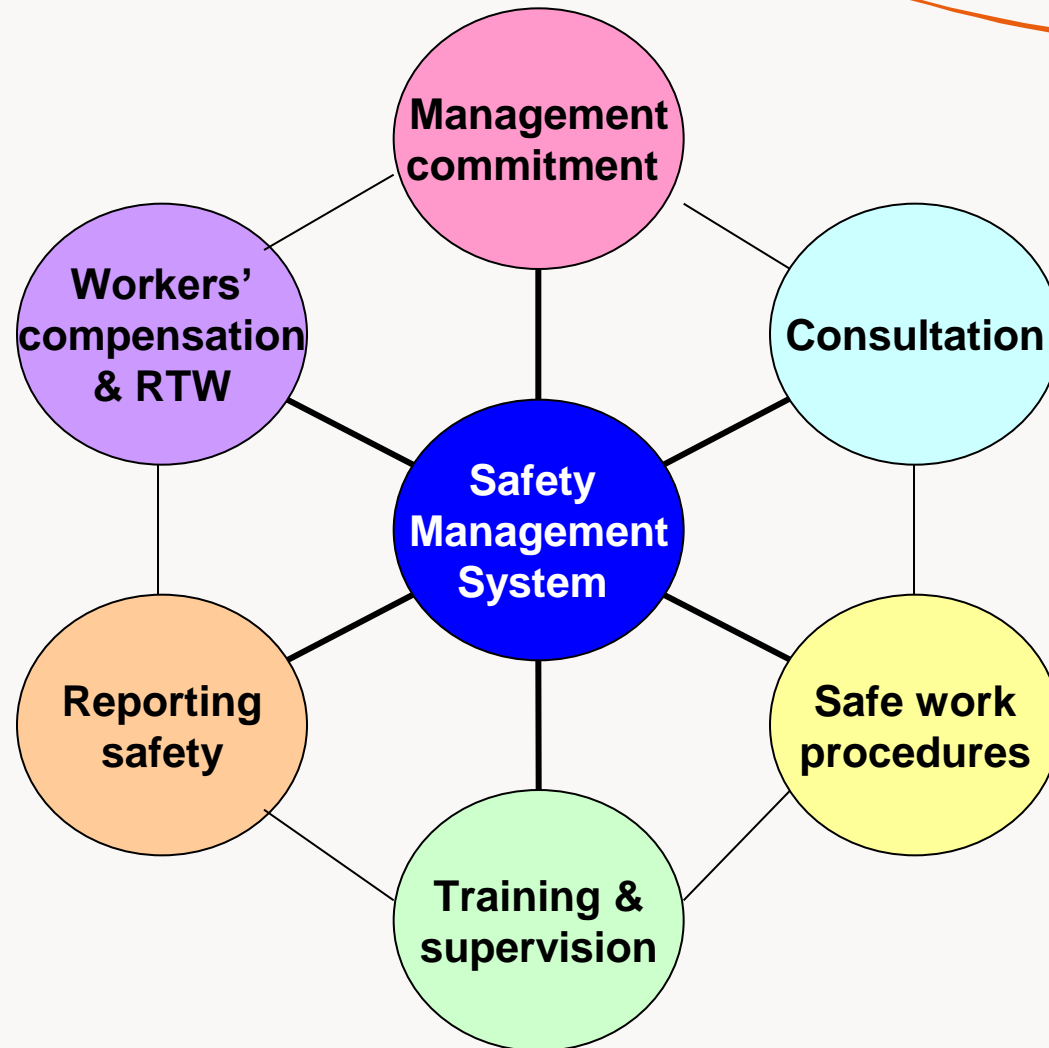 Management
commitment
Workers’
compensation
& RTW
Consultation
Safety
Management
System
Reporting
safety
Safe work
procedures
Training &
supervision